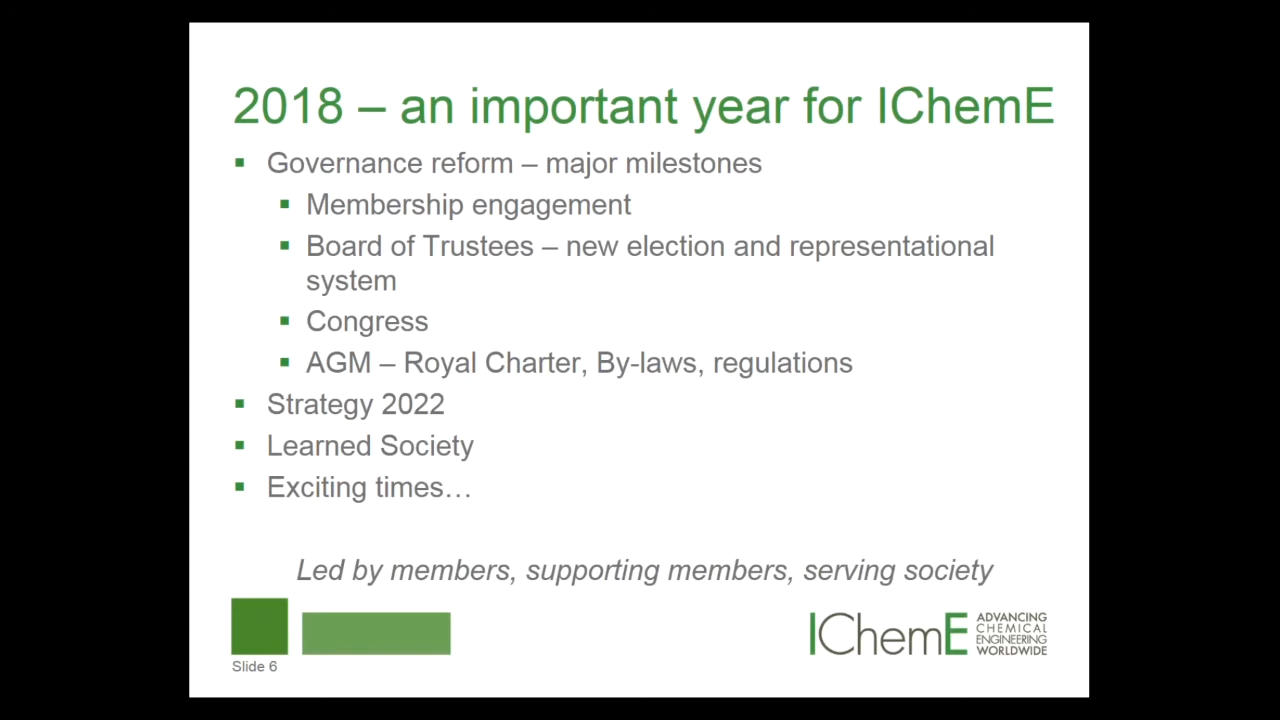 2018 – an important year for IChemE
▪ Governance reform – major milestones
▪ Membership engagement
▪ Board of Trustees – new election and representational
system
▪ Congress
▪ AGM – Royal Charter, By-laws, regulations
▪ Strategy 2022
▪ Learned Society
▪ Exciting times…
Led by members, supporting members, serving society
IChemE
ADVANCING
CHEMICAL
ENGINEERING
WORLDWIDE
Slide 6